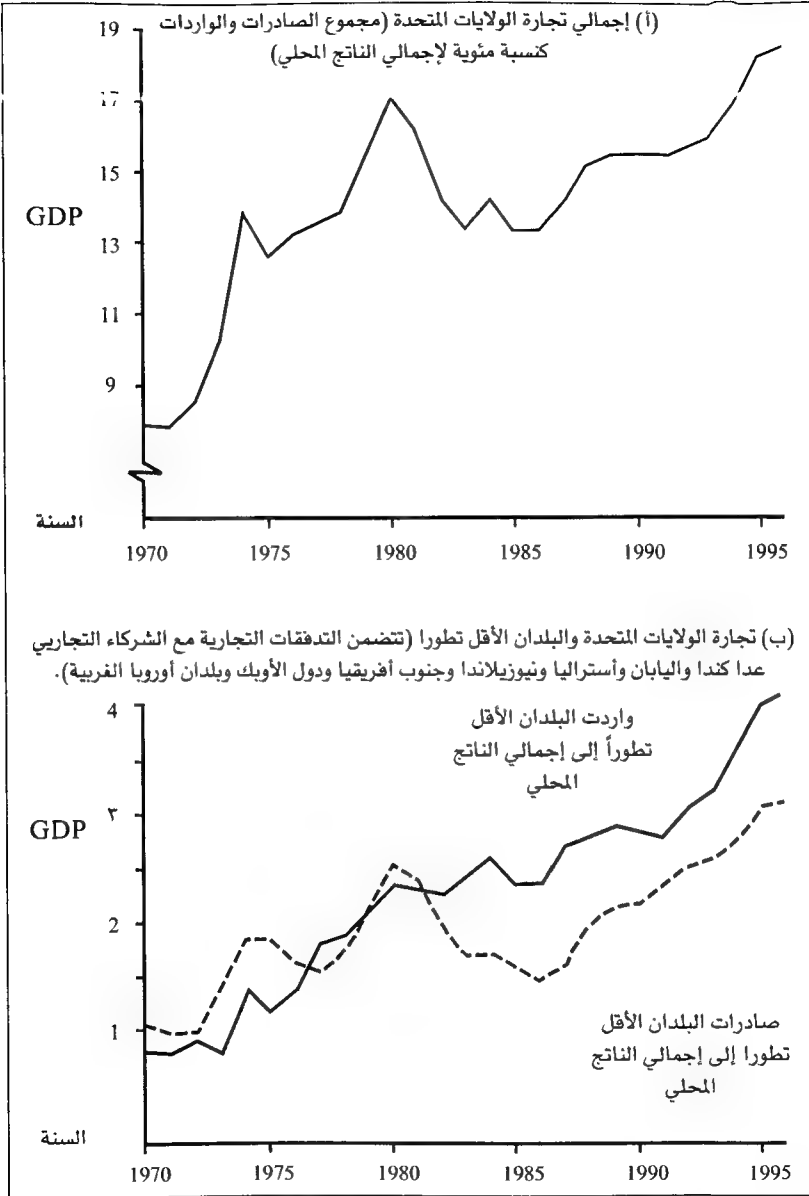 (أ) إجمالي تجارة الولايات المتحدة (مجموع الصادرات والواردات
كنسبة مئوية لإجمالي الناتج المحلي)
19
17
15
GDP
13
11
9
السنة
1970 1975 1980 1985 1990 1995
(ب) تجارة الولايات المتحدة والبلدان الأقل تطورا (تتضمن التدفقات التجارية مع الشركاء التجاريي
عدا كندا واليابان وأستراليا ونيوزيلاندا وجنوب أفريقيا ودول الأوبك وبلدان أوروبا الغربية).
4
واردت البلدان الأقل
تطوراً إلى إجمالي الناتج
المحلي
٣
GDP
2
1
صادرات البلدان الأقل
تطورا إلى إجمالي الناتج
المحلي
السنة
1970 1975 1980 1985 1990 1995